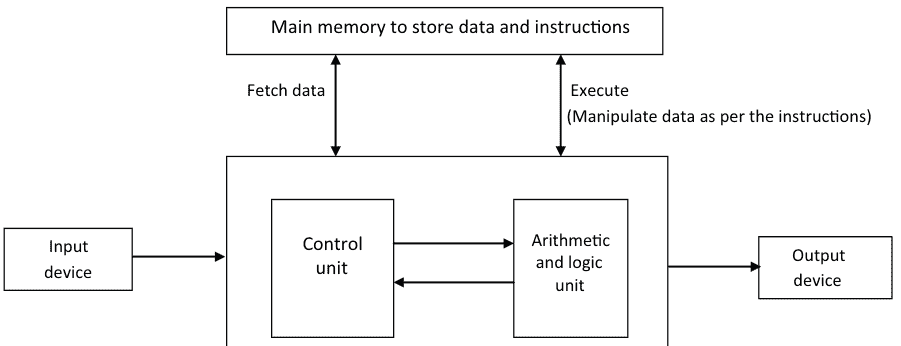 Main memory to store data and instructions
Fetch data
Execute
(Manipulate data as per the instructions)
Input
device
Control
unit
Arithmetic
and logic
unit
Output
device